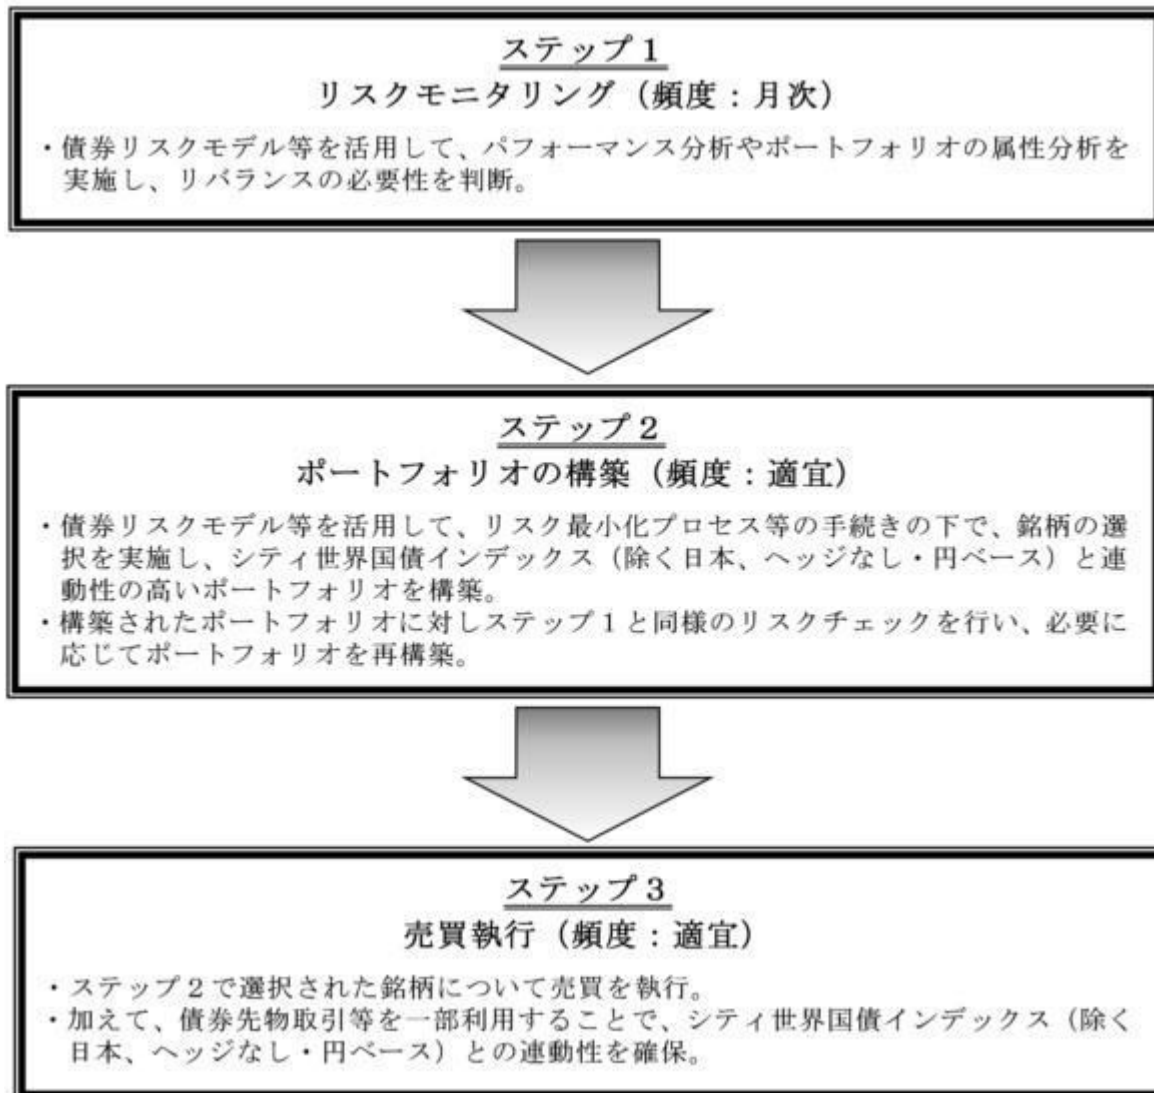 ステップ1
リスクモニタリング（頻度：月次）
・債券リスクモデル等を活用して、パフォーマンス分析やポートフォリオの属性分析を
実施し、リバランスの必要性を判断。
ステップ2
ポートフォリオの構築（頻度：適宜）
・債券リスクモデル等を活用して、リスク最小化プロセス等の手続きの下で、銘柄の選
択を実施し、シティ世界国債インデックス（除く日本、ヘッジなし・円ベース）と連
動性の高いポートフォリオを構築。
・構築されたポートフォリオに対しステップ1と同様のリスクチェックを行い、必要に
応じてポートフォリオを再構築。
ステップ3
売買執行（頻度：適宜）
・ステップ2で選択された銘柄について売買を執行。
・加えて、債券先物取引等を一部利用することで、シティ世界国債インデックス（除く
日本、ヘッジなし・円ベース）との連動性を確保。